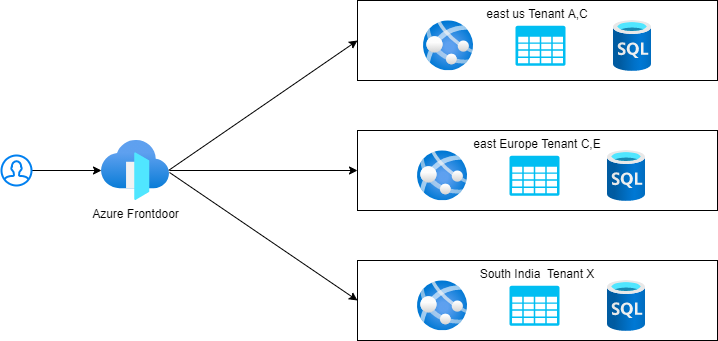 east us Tenant A,C
SQL
east Europe Tenant C,E
SQL
Azure Frontdoor
South India Tenant X
SQL